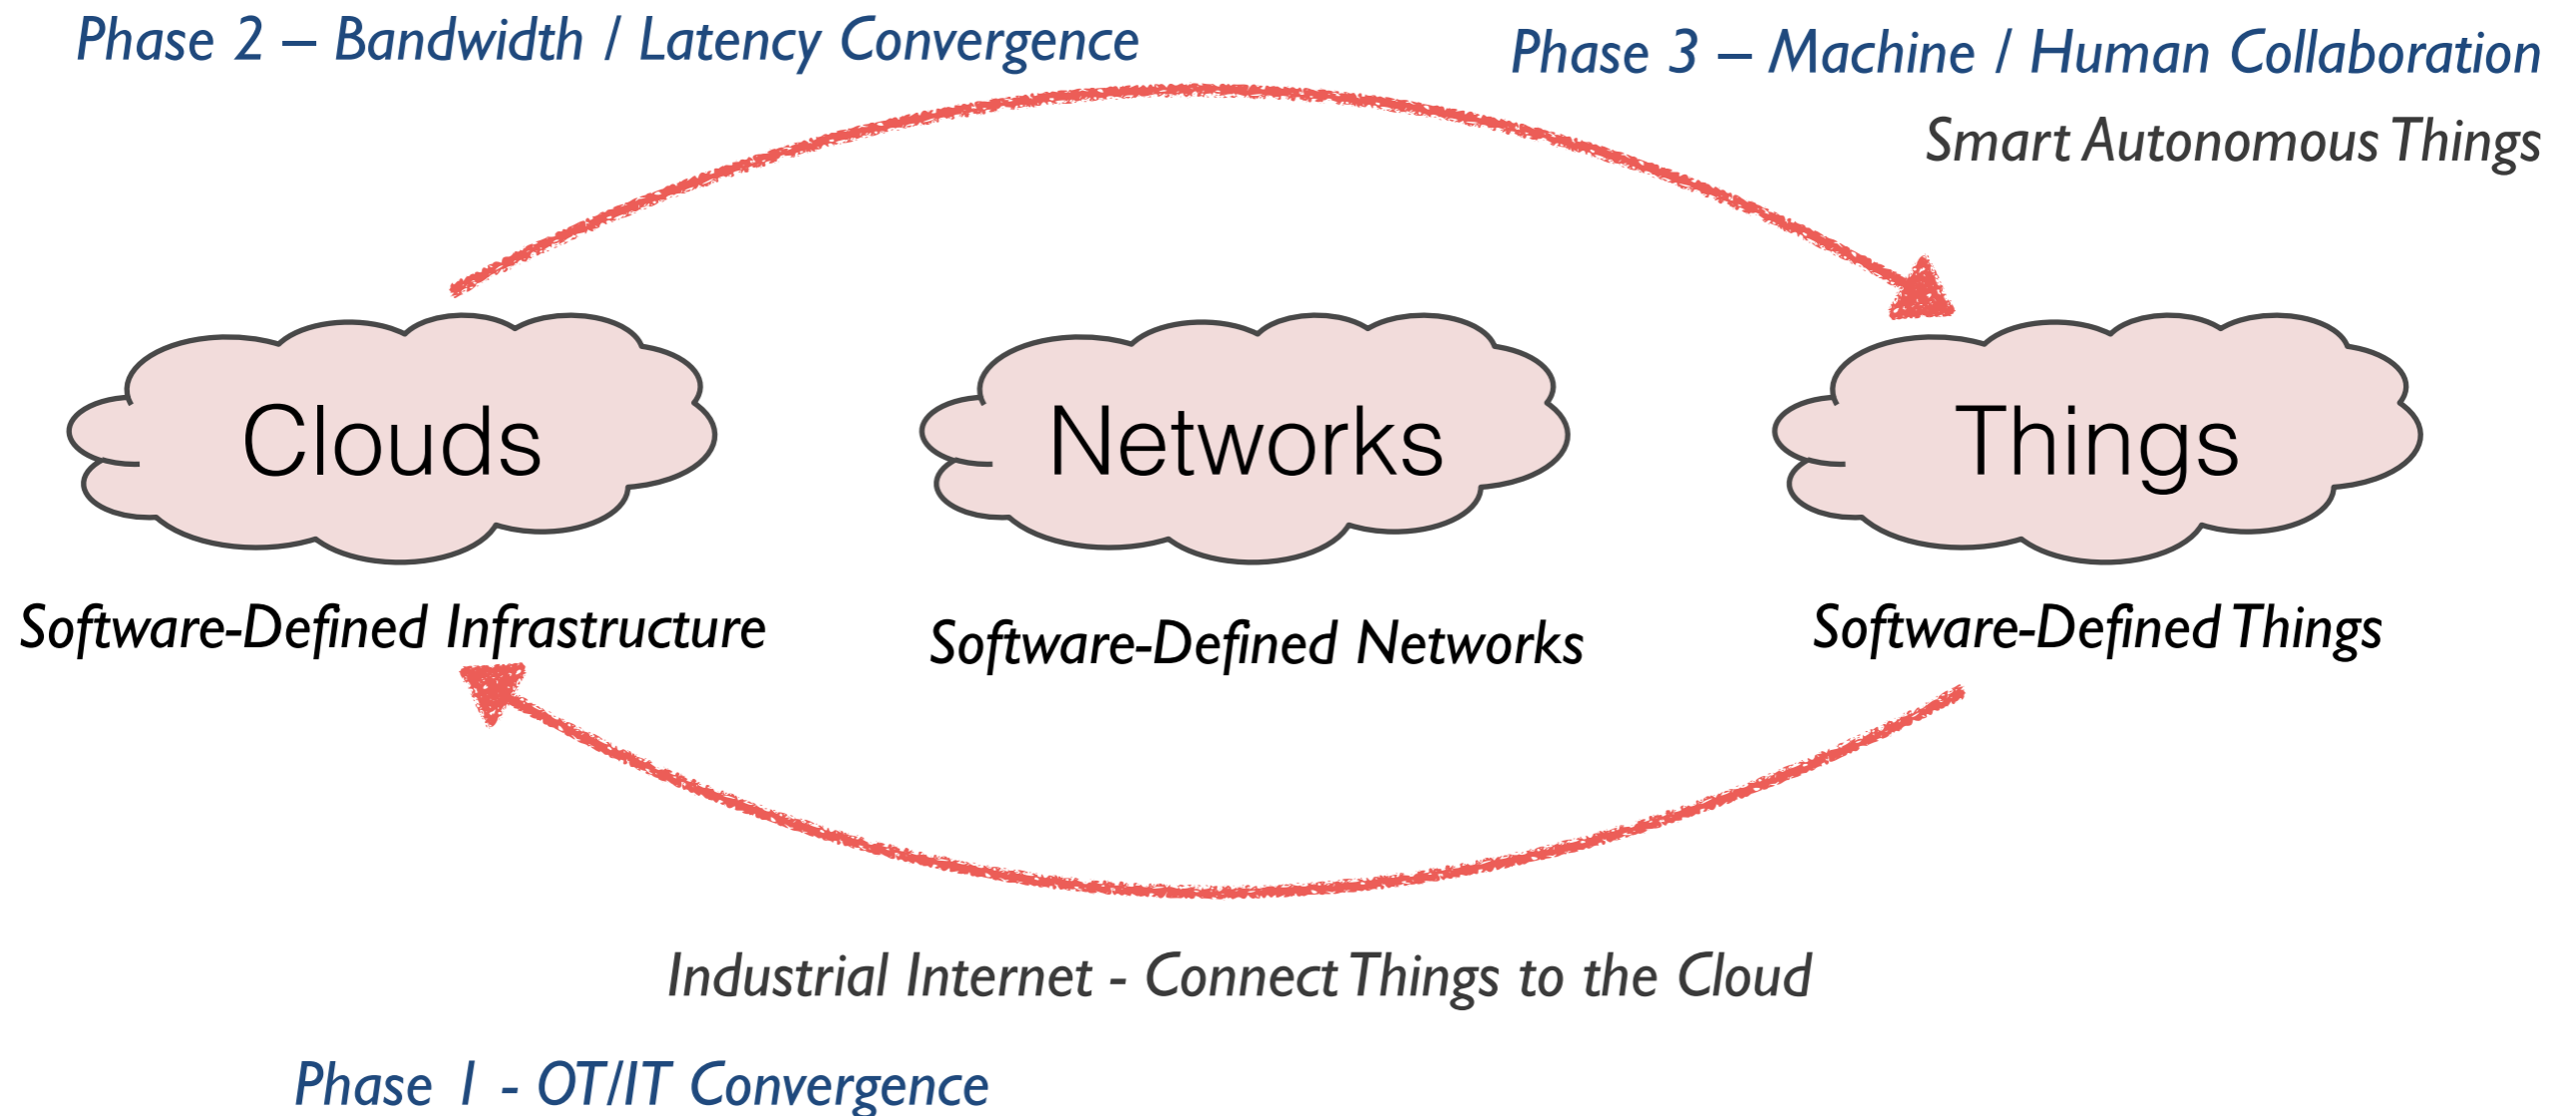 Phase 2 – Bandwidth / Latency Convergence
Phase 3 – Machine / Human Collaboration
Smart Autonomous Things
Clouds
Networks
Things
Software-Defined Infrastructure
Software-Defined Networks
Software-Defined Things
Industrial Internet - Connect Things to the Cloud
Phase 1 - OT/IT Convergence